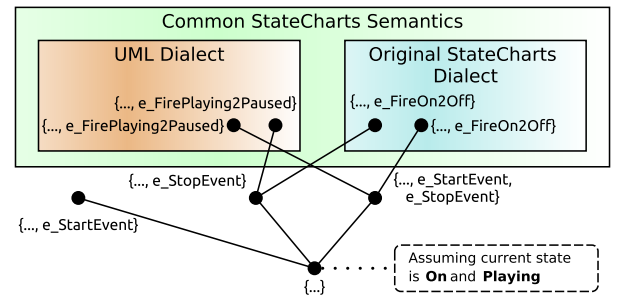 Common StateCharts Semantics
UML Dialect
Original StateCharts
Dialect
{..., e_FirePlaying2Paused}
{..., e_FireOn2Off}
{..., e_FirePlaying2Paused}
{..., e_FireOn2Off}
{..., e_StopEvent}
{..., e_StartEvent,
e_StopEvent}
{..., e_StartEvent}
Assuming current state
is On and Playing
{...}